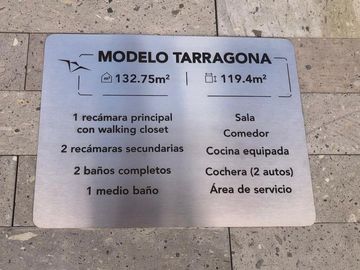 MODELO TARRAGONA
132.75m² | 119.4m²
1 recámara principal
con walking closet
2 recámaras secundarias
2 baños completos
1 medio baño
Sala
Comedor
Cocina equipada
Cochera (2 autos)
Área de servicio